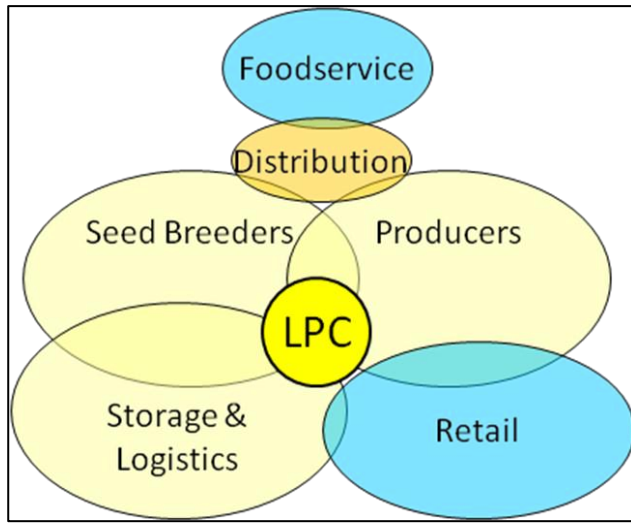 Foodservice
Distribution
Seed Breeders
Producers
LPC
Storage &
Logistics
Retail